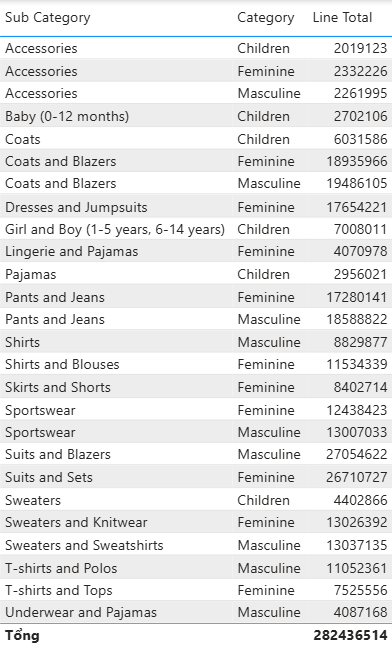 Sub Category Category Line Total
Accessories Children 2019123
Accessories Feminine 2332226
Accessories Masculine 2261995
Baby (0-12 months) Children 2702106
Coats Children 6031586
Coats and Blazers Feminine 18935966
Coats and Blazers Masculine 19486105
Dresses and Jumpsuits Feminine 17654221
Girl and Boy (1-5 years, 6-14 years) Children 7008011
Lingerie and Pajamas Feminine 4070978
Pajamas Children 2956021
Pants and Jeans Feminine 17280141
Pants and Jeans Masculine 18588822
Shirts Masculine 8829877
Shirts and Blouses Feminine 11534339
Skirts and Shorts Feminine 8402714
Sportswear Feminine 12438423
Sportswear Masculine 13007033
Suits and Blazers Masculine 27054622
Suits and Sets Feminine 26710727
Sweaters Children 4402866
Sweaters and Knitwear Feminine 13026392
Sweaters and Sweatshirts Masculine 13037135
T-shirts and Polos Masculine 11052361
T-shirts and Tops Feminine 7525556
Underwear and Pajamas Masculine 4087168
Tổng 282436514